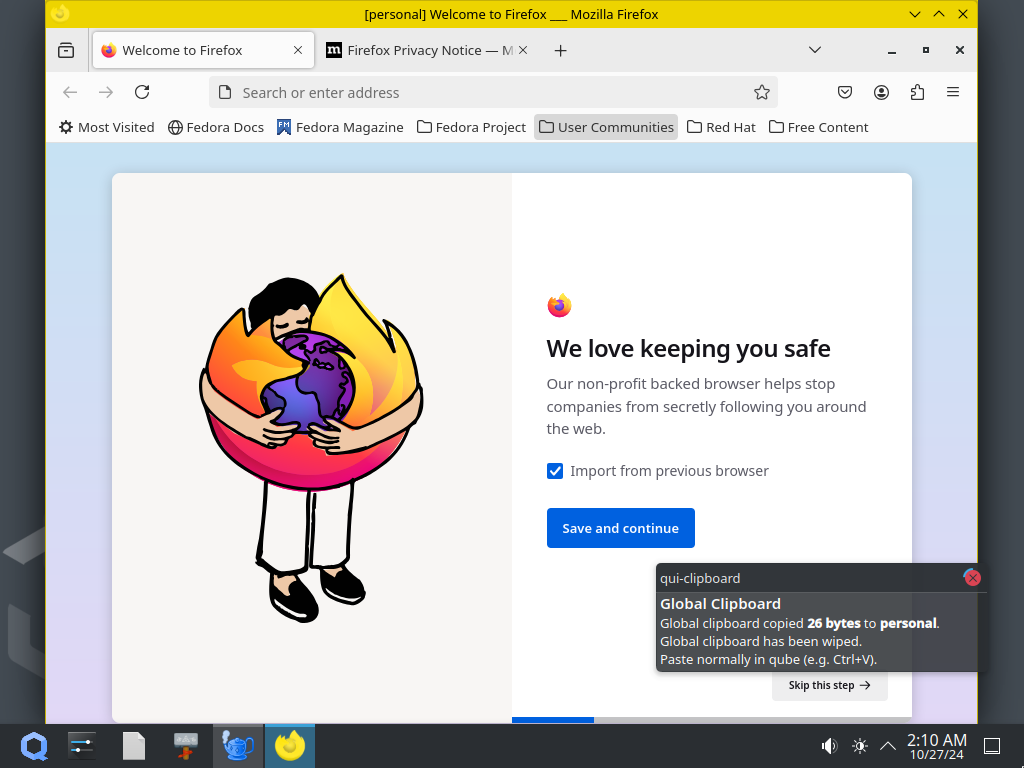 [personal] Welcome to Firefox ___ Mozilla Firefox
Welcome to Firefox
Firefox Privacy Notice — M
Search or enter address
Most Visited
Fedora Docs
Fedora Magazine
Fedora Project
User Communities
Red Hat
Free Content
We love keeping you safe
Our non-profit backed browser helps stop
companies from secretly following you around
the web.
Import from previous browser
Save and continue
qui-clipboard
Global Clipboard
Global clipboard copied 26 bytes to personal.
Global clipboard has been wiped.
Paste normally in qube (e.g. Ctrl+V).
Skip this step
2:10 AM
10/27/24